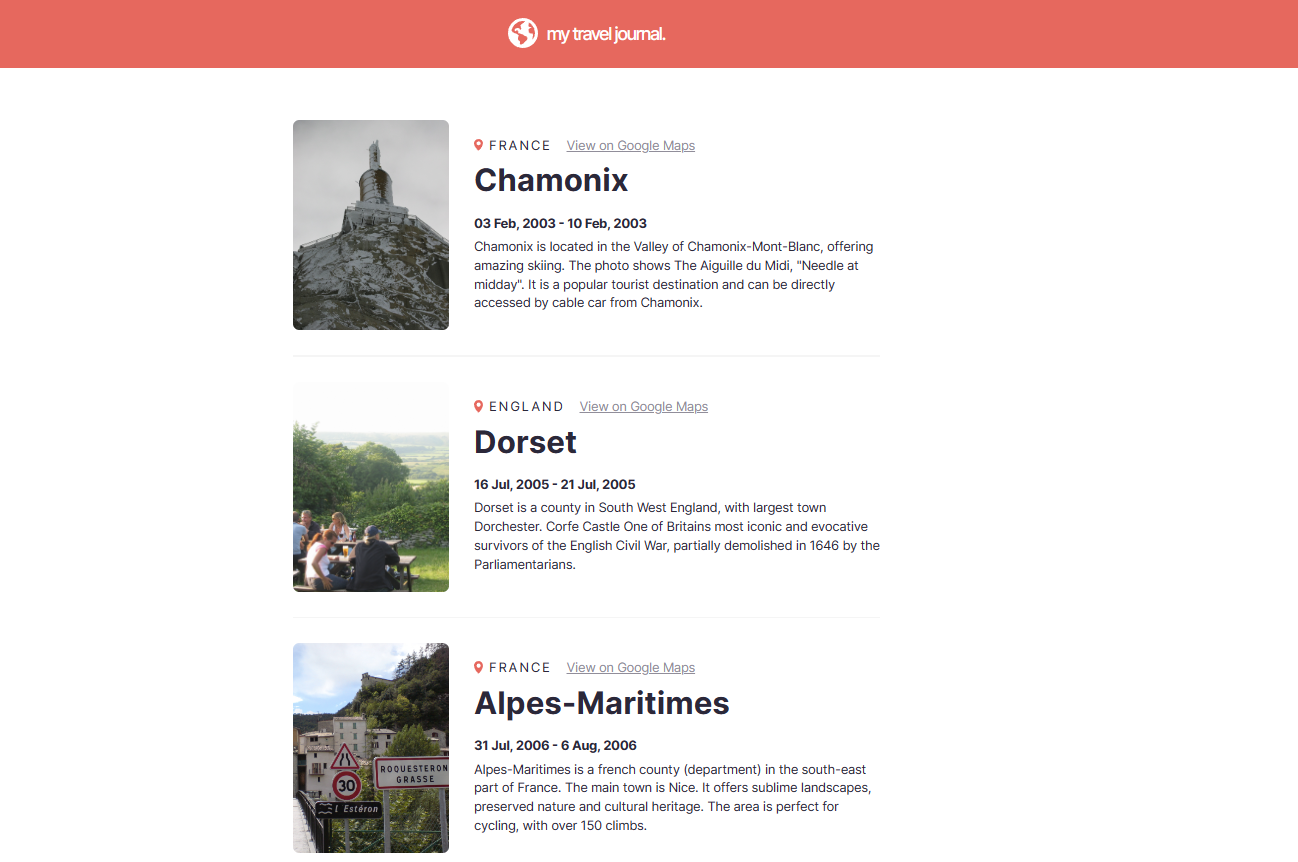 my travel journal.
FRANCE View on Google Maps
Chamonix
03 Feb, 2003 - 10 Feb, 2003
Chamonix is located in the Valley of Chamonix-Mont-Blanc, offering
amazing skiing. The photo shows The Aiguille du Midi, "Needle at
midday". It is a popular tourist destination and can be directly
accessed by cable car from Chamonix.
ENGLAND View on Google Maps
Dorset
16 Jul, 2005 - 21 Jul, 2005
Dorset is a county in South West England, with largest town
Dorchester. Corfe Castle One of Britains most iconic and evocative
survivors of the English Civil War, partially demolished in 1646 by the
Parliamentarians.
ROQUESTERON
GRASSE
30
l Estéron
FRANCE View on Google Maps
Alpes-Maritimes
31 Jul, 2006 - 6 Aug, 2006
Alpes-Maritimes is a french county (department) in the south-east
part of France. The main town is Nice. It offers sublime landscapes,
preserved nature and cultural heritage. The area is perfect for
cycling, with over 150 climbs.